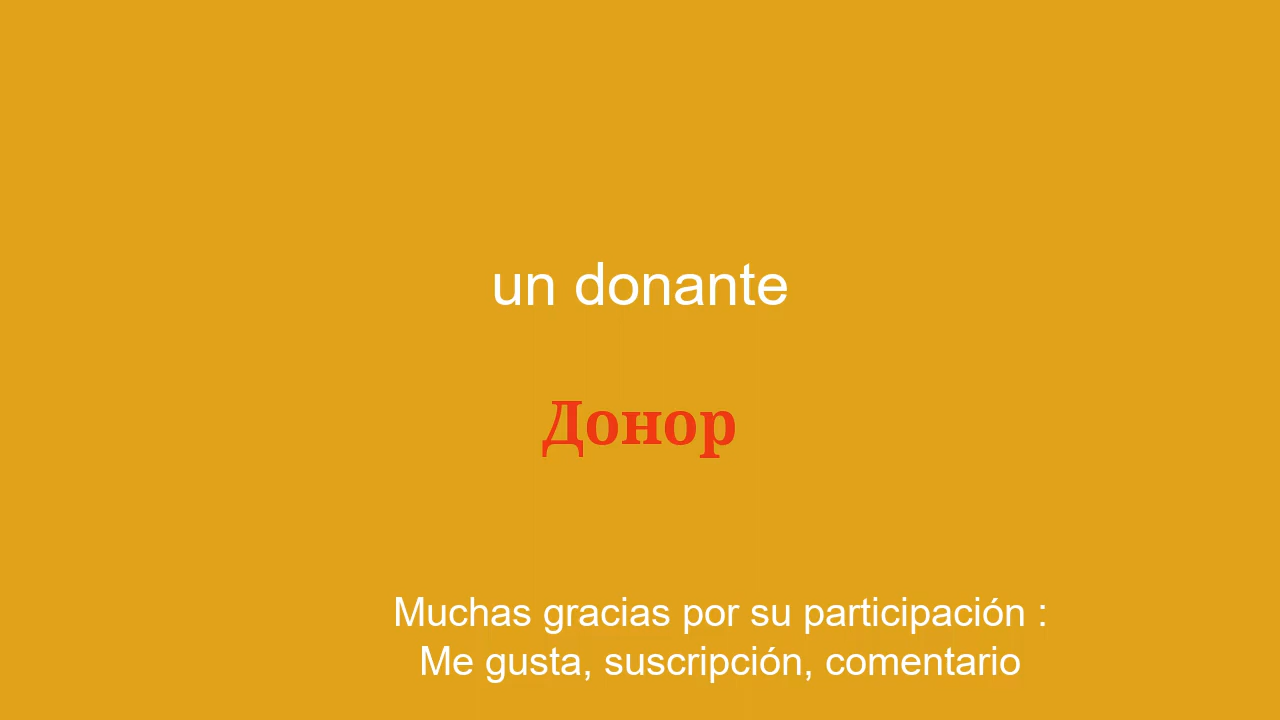 un donante
Донор
Muchas gracias por su participación :
Me gusta, suscripción, comentario